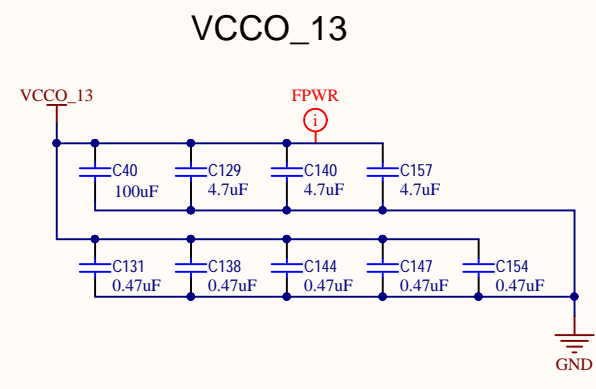 VCCO_13
VCCO_13
FPWR
i
C40 C129 C140 C157
100uF 4.7uF 4.7uF 4.7uF
C131 C138 C144 C147 C154
0.47uF 0.47uF 0.47uF 0.47uF 0.47uF
GND